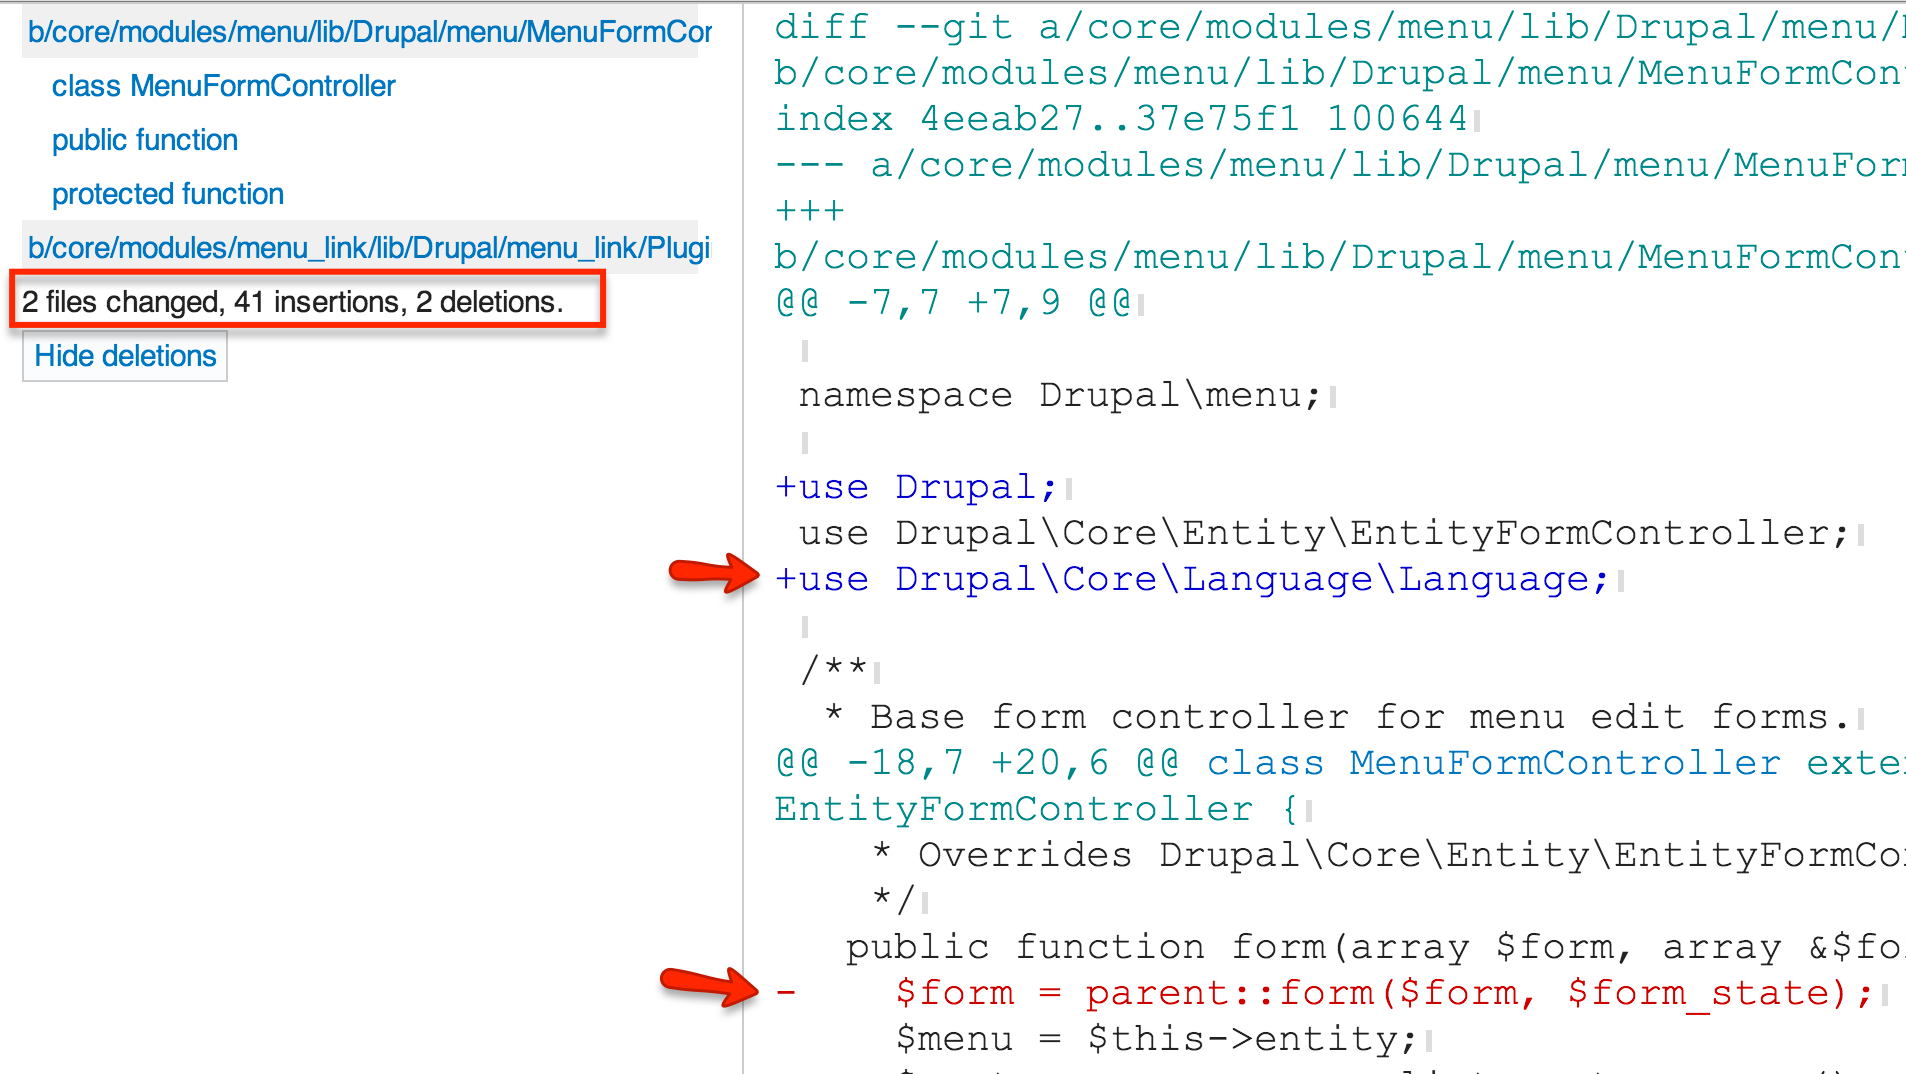 b/core/modules/menu/lib/Drupal/menu/MenuFormCor
class MenuFormController
public function
protected function
b/core/modules/menu_link/lib/Drupal/menu_link/Plugi
2 files changed, 41 insertions, 2 deletions.
Hide deletions
diff --git a/core/modules/menu/lib/Drupal/menu/
b/core/modules/menu/lib/Drupal/menu/MenuFormCon
index 4eeab27..37e75f1 100644
--- a/core/modules/menu/lib/Drupal/menu/MenuForm
+++
b/core/modules/menu/lib/Drupal/menu/MenuFormCon
@@ -7,7 +7,9 @@
namespace Drupal\menu;
+use Drupal;
use Drupal\Core\Entity\EntityFormController;
+use Drupal\Core\Language\Language;
/**
* Base form controller for menu edit forms.
@@ -18,7 +20,6 @@ class MenuFormController exte
EntityFormController {
* Overrides Drupal\Core\Entity\EntityFormCo
*/
public function form(array $form, array &$fo
- $form = parent::form($form, $form_state);
$menu = $this->entity;